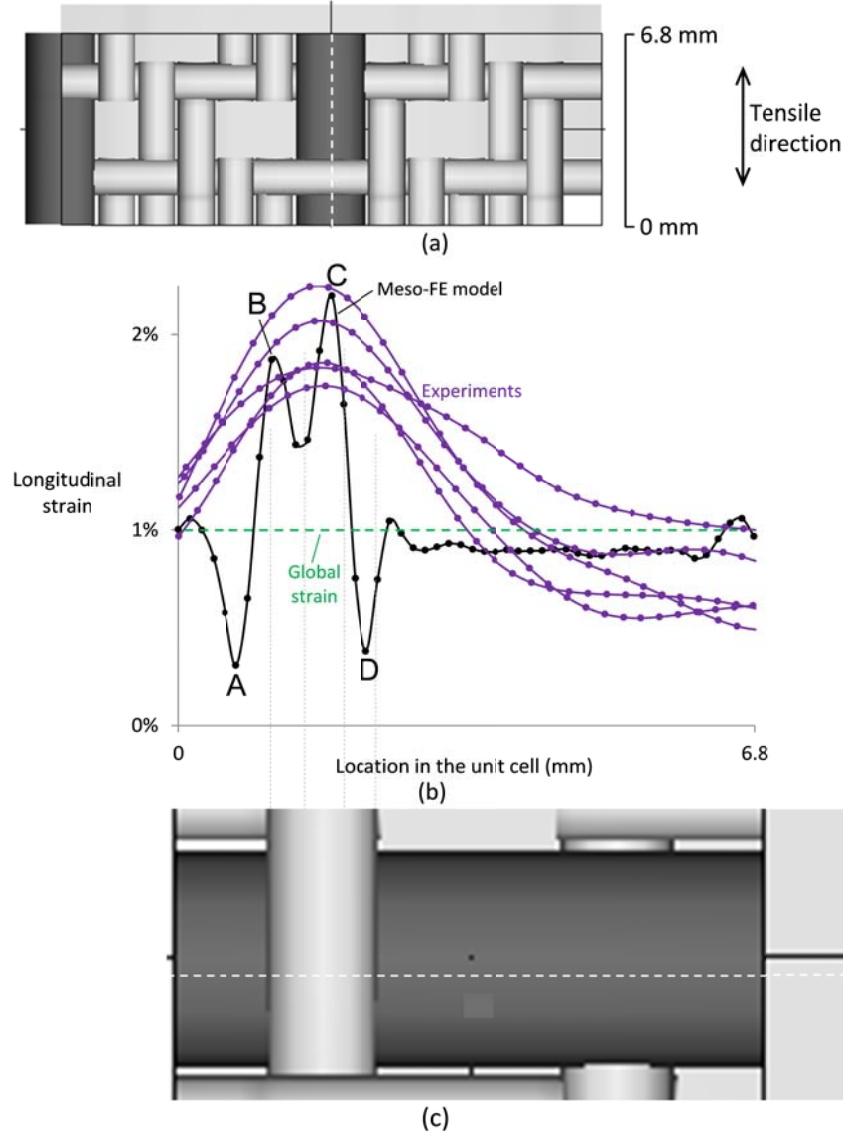 6.8 mm
Tensile
direction
0 mm
(a)
C
B
Meso-FE model
2%
Experiments
Longitudinal
strain
1%
Global
strain
A
D
0%
0
6.8
Location in the unit cell (mm)
(b)
(c)